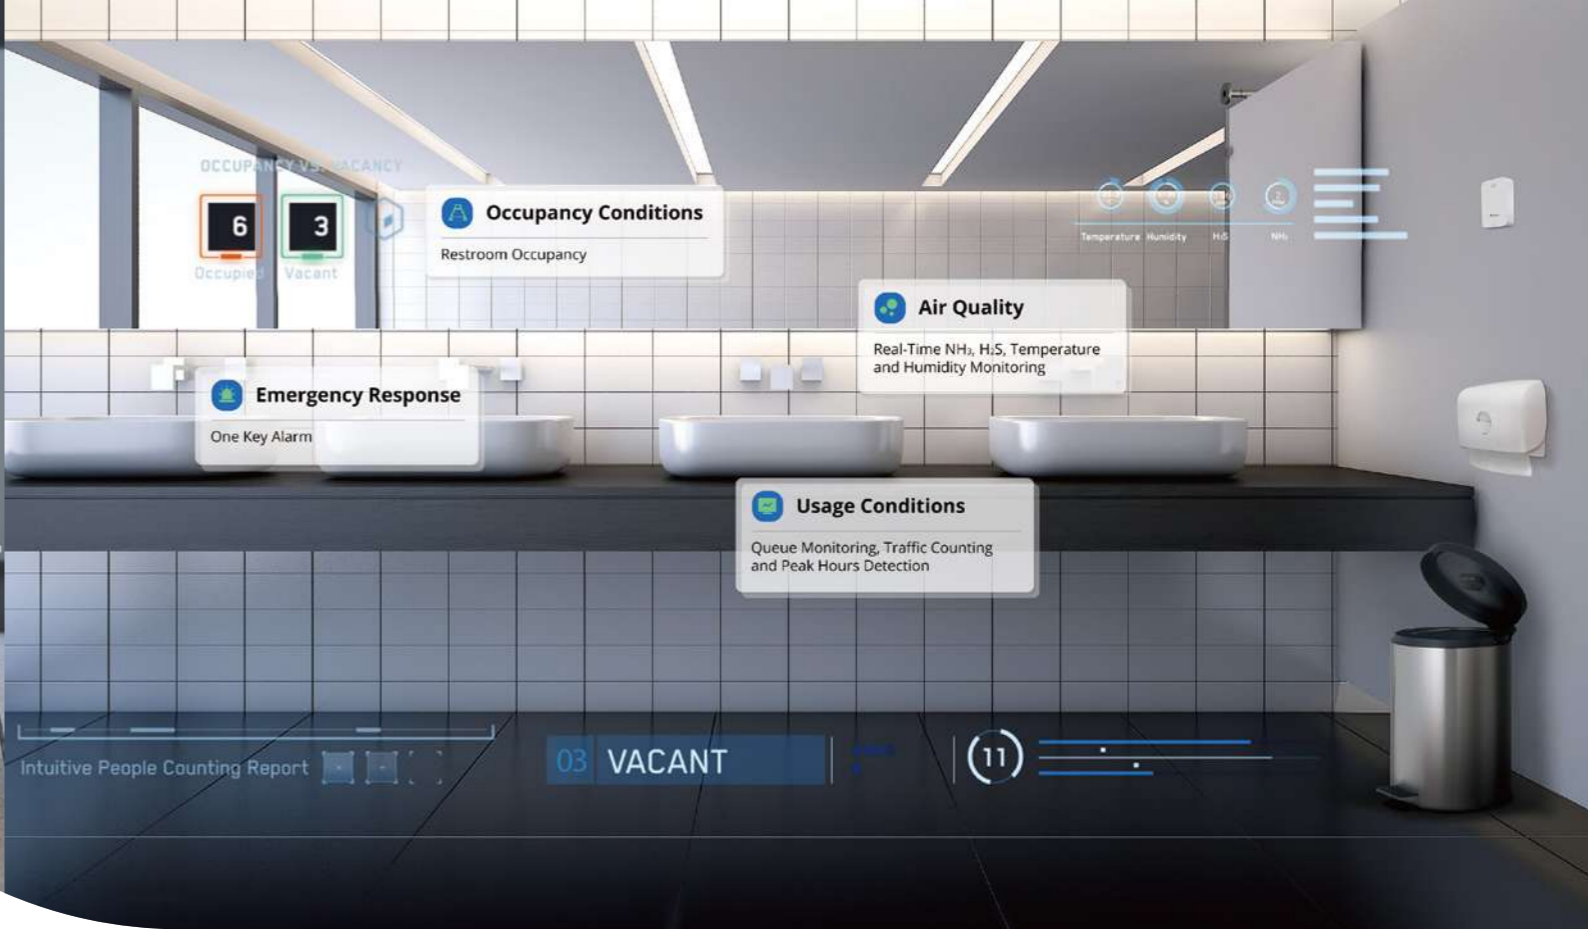 OCCUPANCY VS. VACANCY
6
3
Occupied
Vacant
Occupancy Conditions
Restroom Occupancy
Temperature Humidity H₂S NH₃
Air Quality
Real-Time NH₃, H₂S, Temperature
and Humidity Monitoring
Emergency Response
One Key Alarm
Usage Conditions
Queue Monitoring, Traffic Counting
and Peak Hours Detection
Intuitive People Counting Report
03 VACANT
11